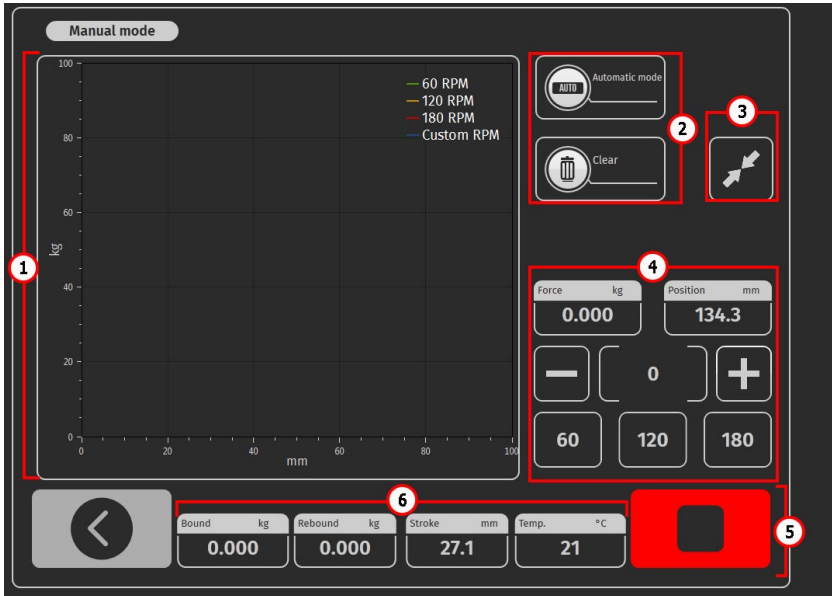 Manual mode
100
80
60
40
20
0
kg
0
20
40
60
80
100
mm
60 RPM
120 RPM
180 RPM
Custom RPM
1
AUTO
Automatic mode
Clear
2
3
4
Force kg
0.000
Position mm
134.3
0
60
120
180
6
Bound kg
0.000
Rebound kg
0.000
Stroke mm
27.1
Temp. °C
21
5